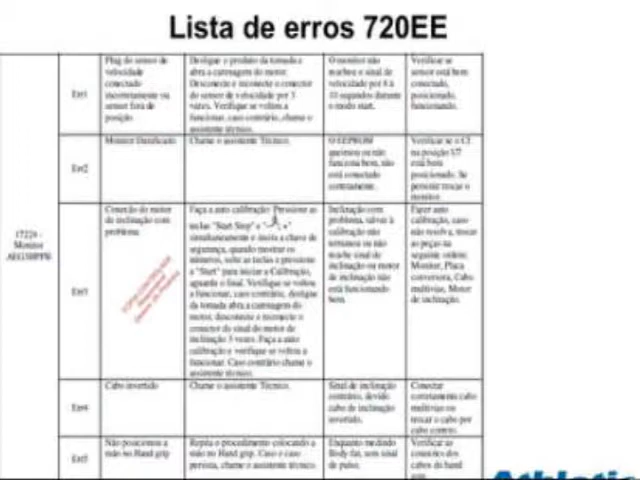 Lista de erros 720EE
Plug do sensor de
velocidade
conectado
incorretamente ou
sensor fora de
posição
Desligue o produto da tomada e
abra a carenagem do motor.
Desconecte e reconecte o conector
do sensor de velocidade por 3
vezes. Verifique se voltou a
funcionar, caso contrário, chame o
assistente técnico.
O monitor não
recebeu o sinal de
velocidade por 8 à
10 segundos durante
o modo start.
Verificar se
sensor está bem
conectado,
posicionado,
funcionando.
Err1
Monitor Danificado
Chame o assistente Técnico.
O EEPROM
queimou ou não
funciona bem, não
está conectado
corretamente.
Verificar se o CI
na posição U7
está bem
posicionado. Se
persistir trocar o
monitor.
Err2
17229 -
Monitor
Conexão do motor
de inclinação com
problema
Faça a auto calibração: Pressione as
teclas "Start Stop" e
simultaneamente e insira a chave de
segurança, quando mostrar os
números, solte as teclas e pressione
a "Start" para iniciar a Calibração,
aguarde o final. Verifique se voltou
a funcionar, caso contrário, desligue
da tomada abra a carenagem do
motor, desconecte e reconecte o
conector do sinal do motor de
inclinação 3 vezes. Faça a auto
calibração e verifique se voltou a
funcionar. Caso contrário chame o
assistente técnico.
Inclinação com
problema, salvar a
calibração não
terminou ou não
recebe sinal de
inclinação ou motor
de inclinação não
está funcionando
bem.
Fazer auto
calibração, caso
não resolva, trocar
as peças na
seguinte ordem:
Monitor, Placa
conversora, Cabo
multivias, Motor
de inclinação.
Err3
Cabo invertido
Chame o assistente Técnico.
Sinal de inclinação
contrário, devido
cabo de inclinação
invertido.
Conectar
corretamente cabo
multivias ou
trocar o cabo por
cabo correto.
Err4
Não posicionou a
mão no Hand grip
Repita o procedimento colocando a
mão no Hand grip. Caso o caso
persista, chame o assistente técnico.
Enquanto medindo
Body fat, sem sinal
de pulso.
Verificar as
conexões dos
cabos do hand
Err5
Athletic